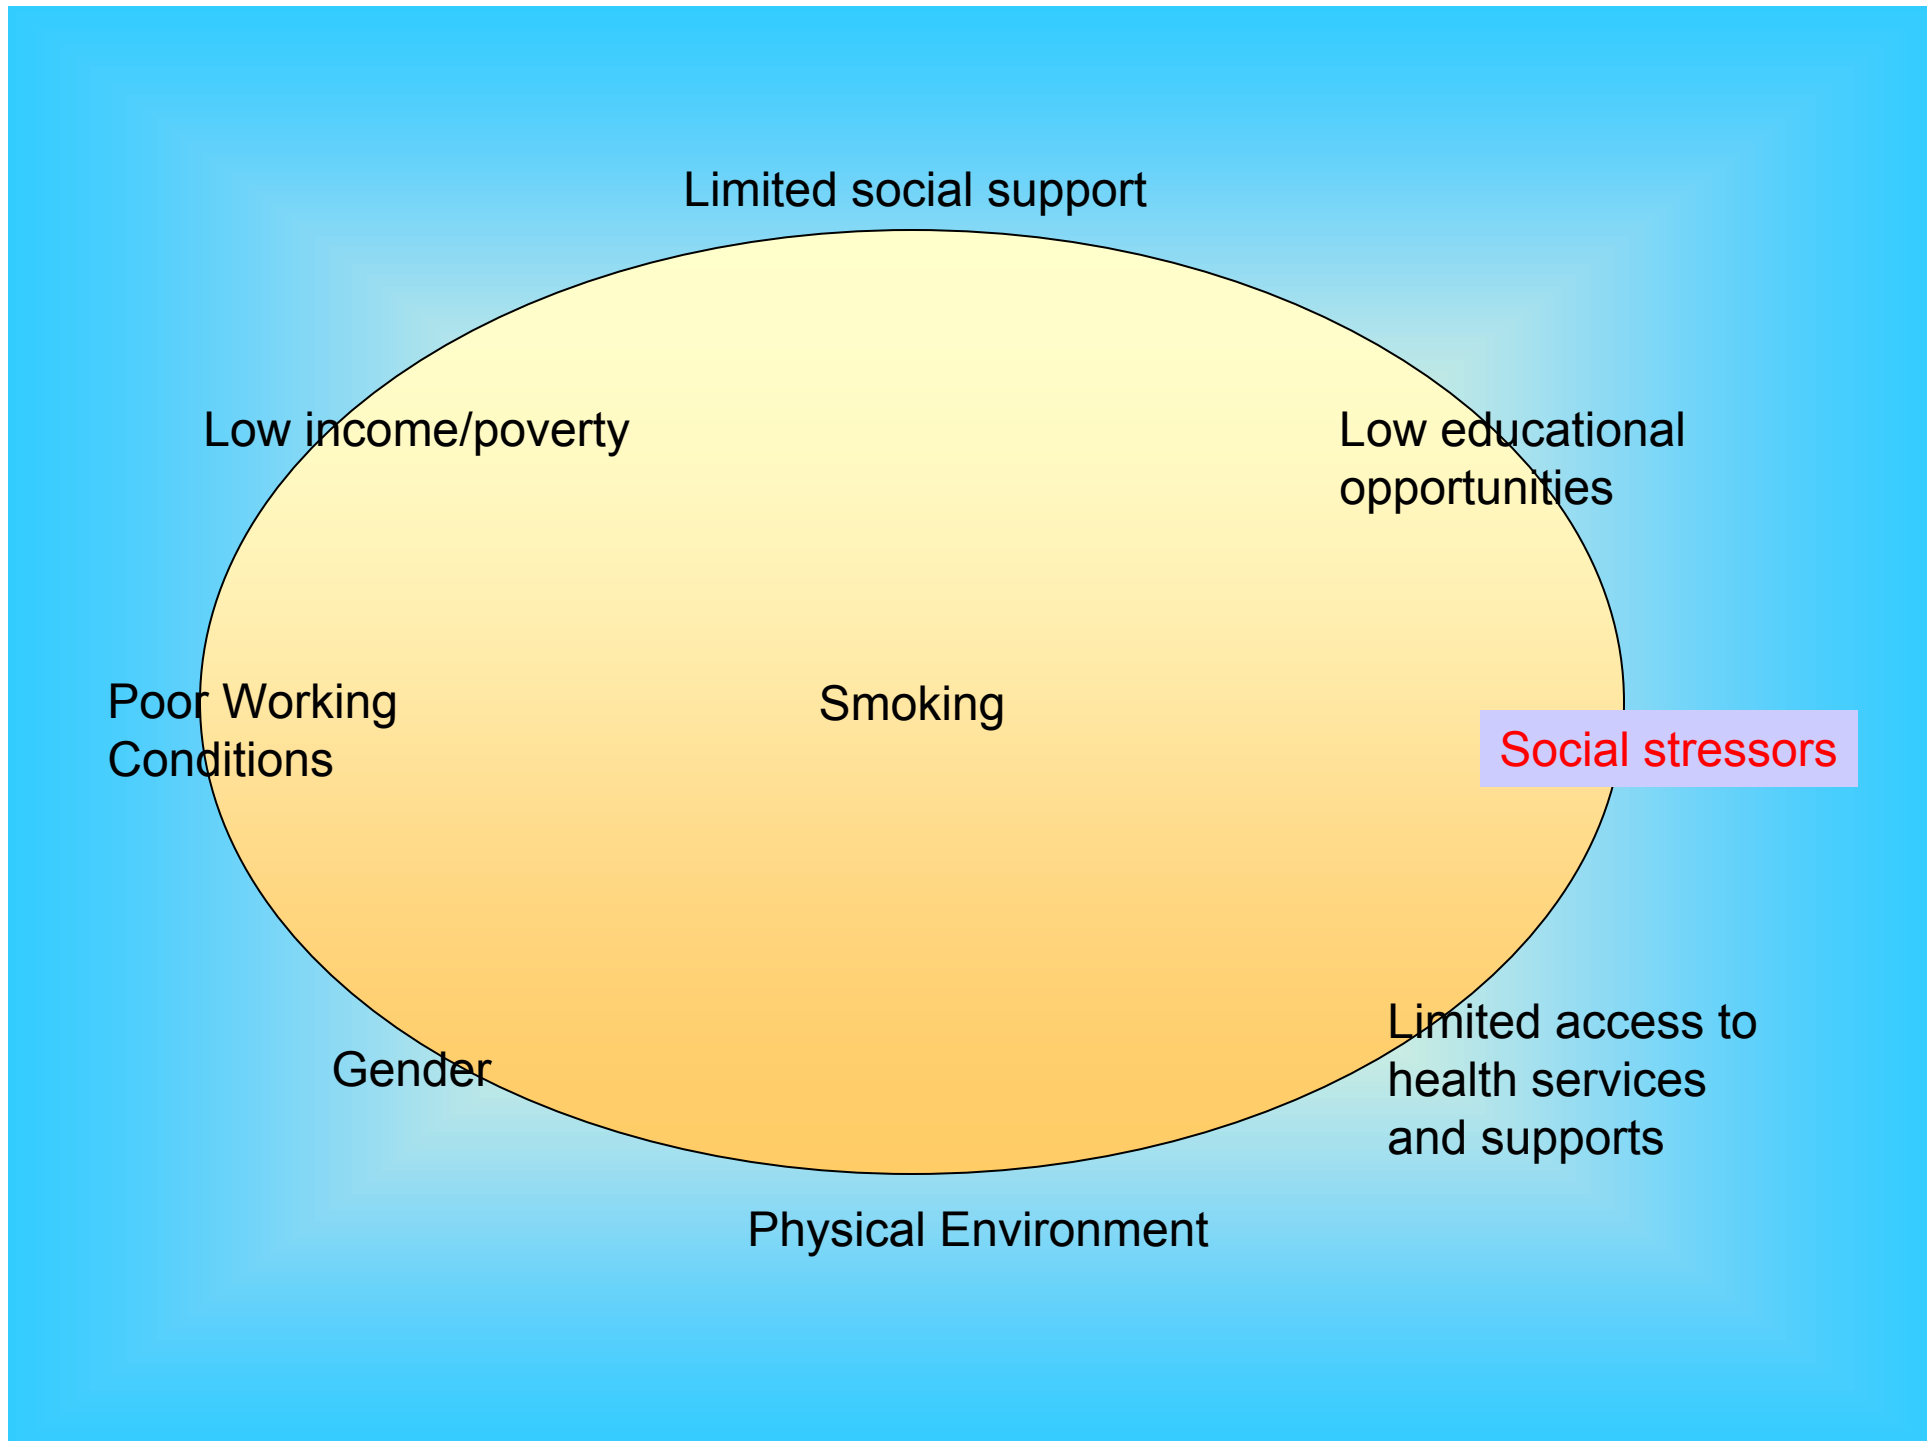 Limited social support
Low income/poverty
Low educational
opportunities
Poor Working
Conditions
Smoking
Social stressors
Gender
Limited access to
health services
and supports
Physical Environment